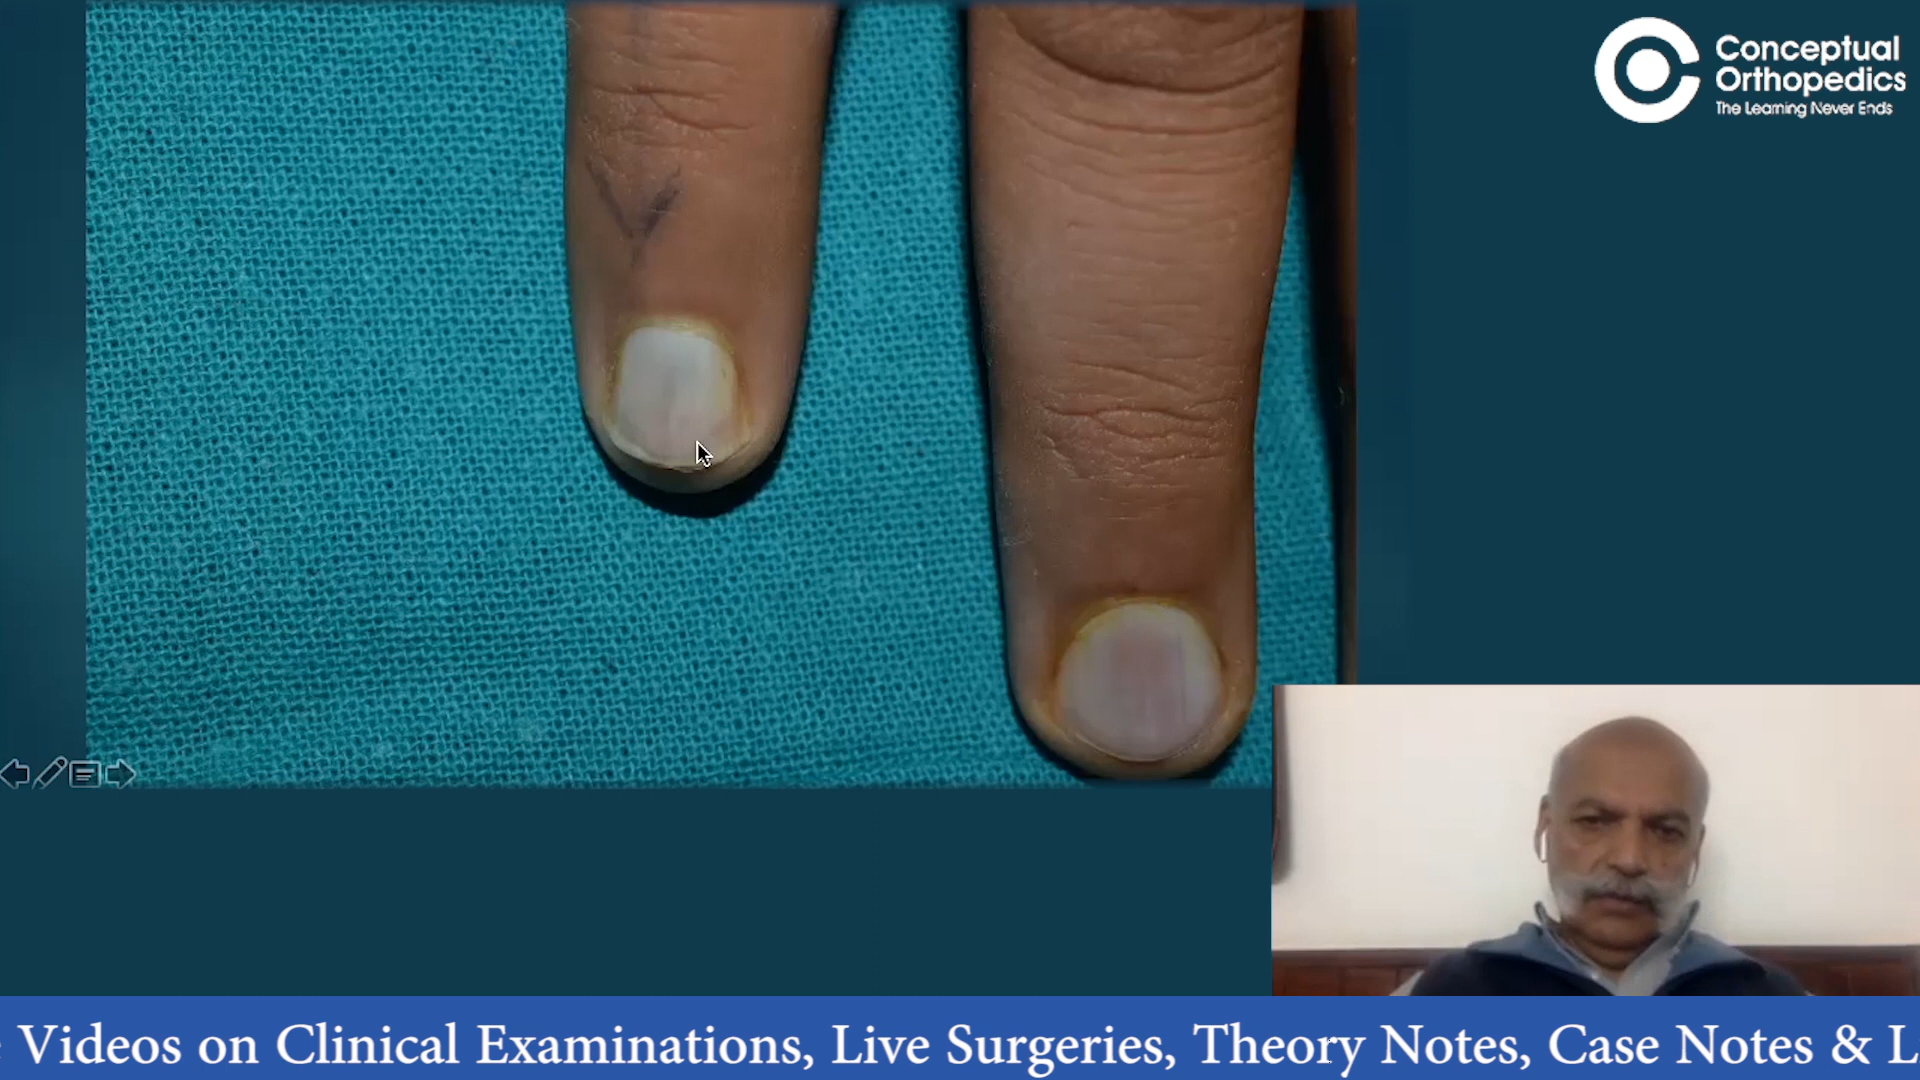 Conceptual
Orthopedics
The Learning Never Ends
Videos on Clinical Examinations, Live Surgeries, Theory Notes, Case Notes & L